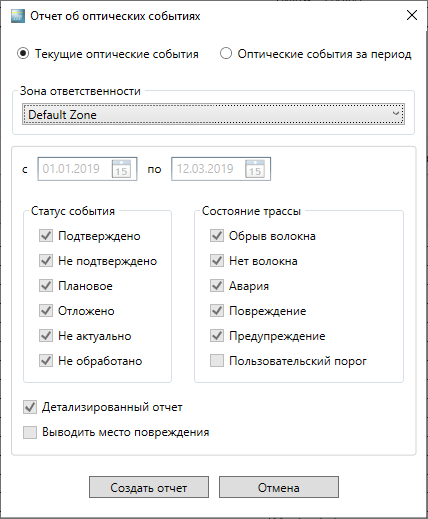 Отчет об оптических событиях
Текущие оптические события Оптические события за период
Зона ответственности
Default Zone
с 01.01.2019 15 по 12.03.2019 15
Статус события Состояние трассы
Подтверждено Обрыв волокна
Не подтверждено Нет волокна
Плановое Авария
Отложено Повреждение
Не актуально Предупреждение
Не обработано Пользовательский порог
Детализированный отчет
Выводить место повреждения
Создать отчет Отмена